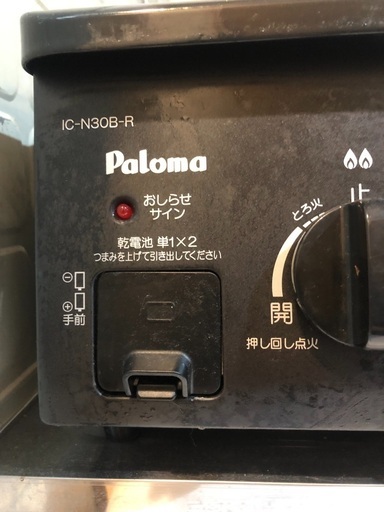 IC-N30B-R
Paloma
おしらせ
サイン
乾電池 単1×2
つまみを上げて引き出してください
⊖
⊕
手前
とろ火
止
開
押し回し点火